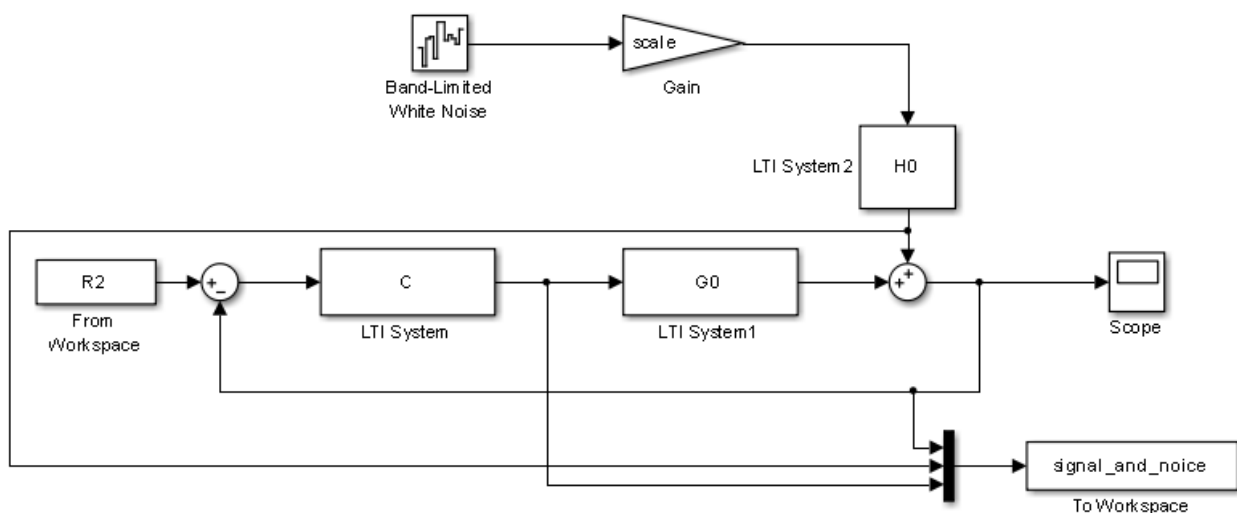 scale
Band-Limited
White Noise
Gain
LTI System2
H0
R2
+
-
C
G0
+
+
From
Workspace
LTI System
LTI System1
Scope
signal_and_noice
To Workspace